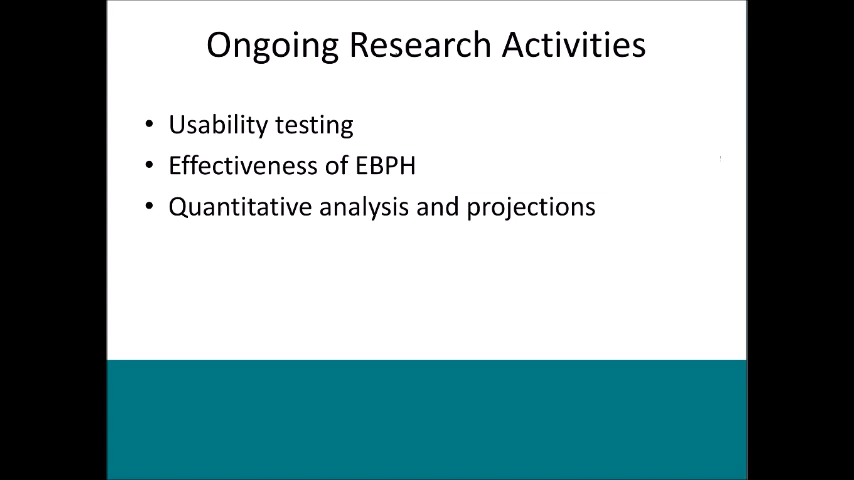 Ongoing Research Activities
• Usability testing
• Effectiveness of EBPH
• Quantitative analysis and projections